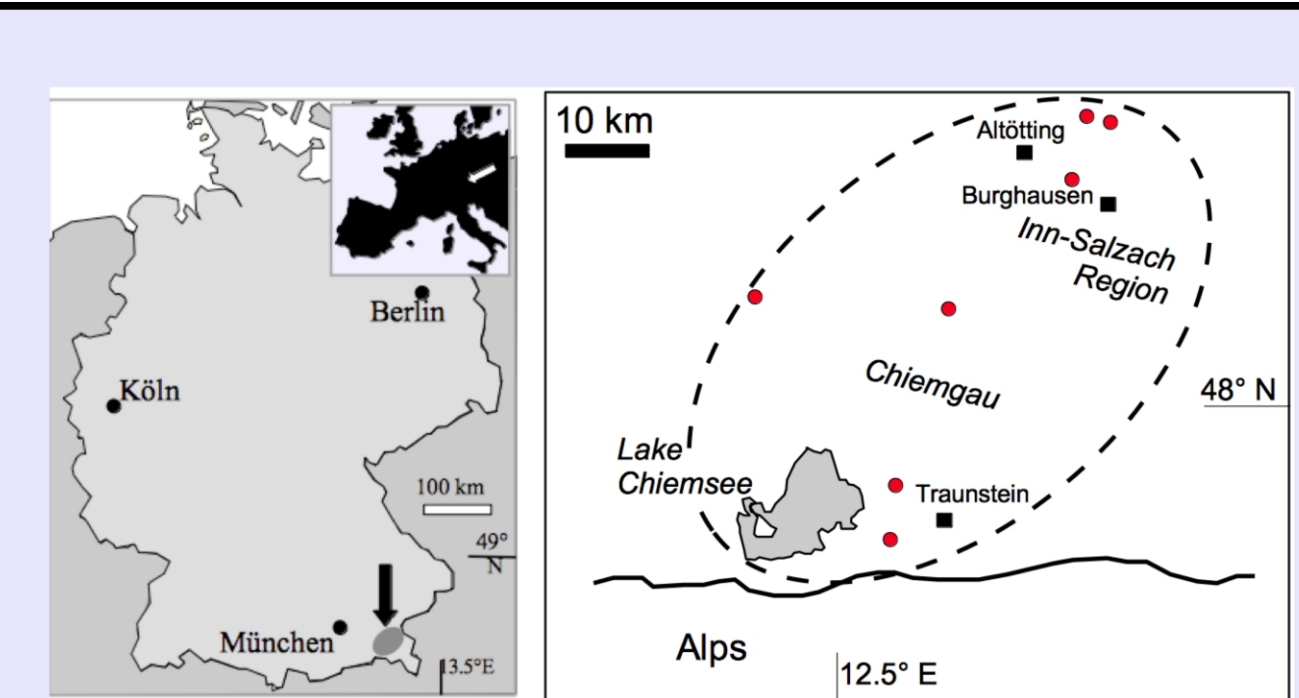 Berlin
Köln
100 km
49°
N
München
13.5°E
10 km
Altötting
Burghausen
Inn-Salzach
Region
Chiemgau
48° N
Lake
Chiemsee
Traunstein
Alps
12.5° E